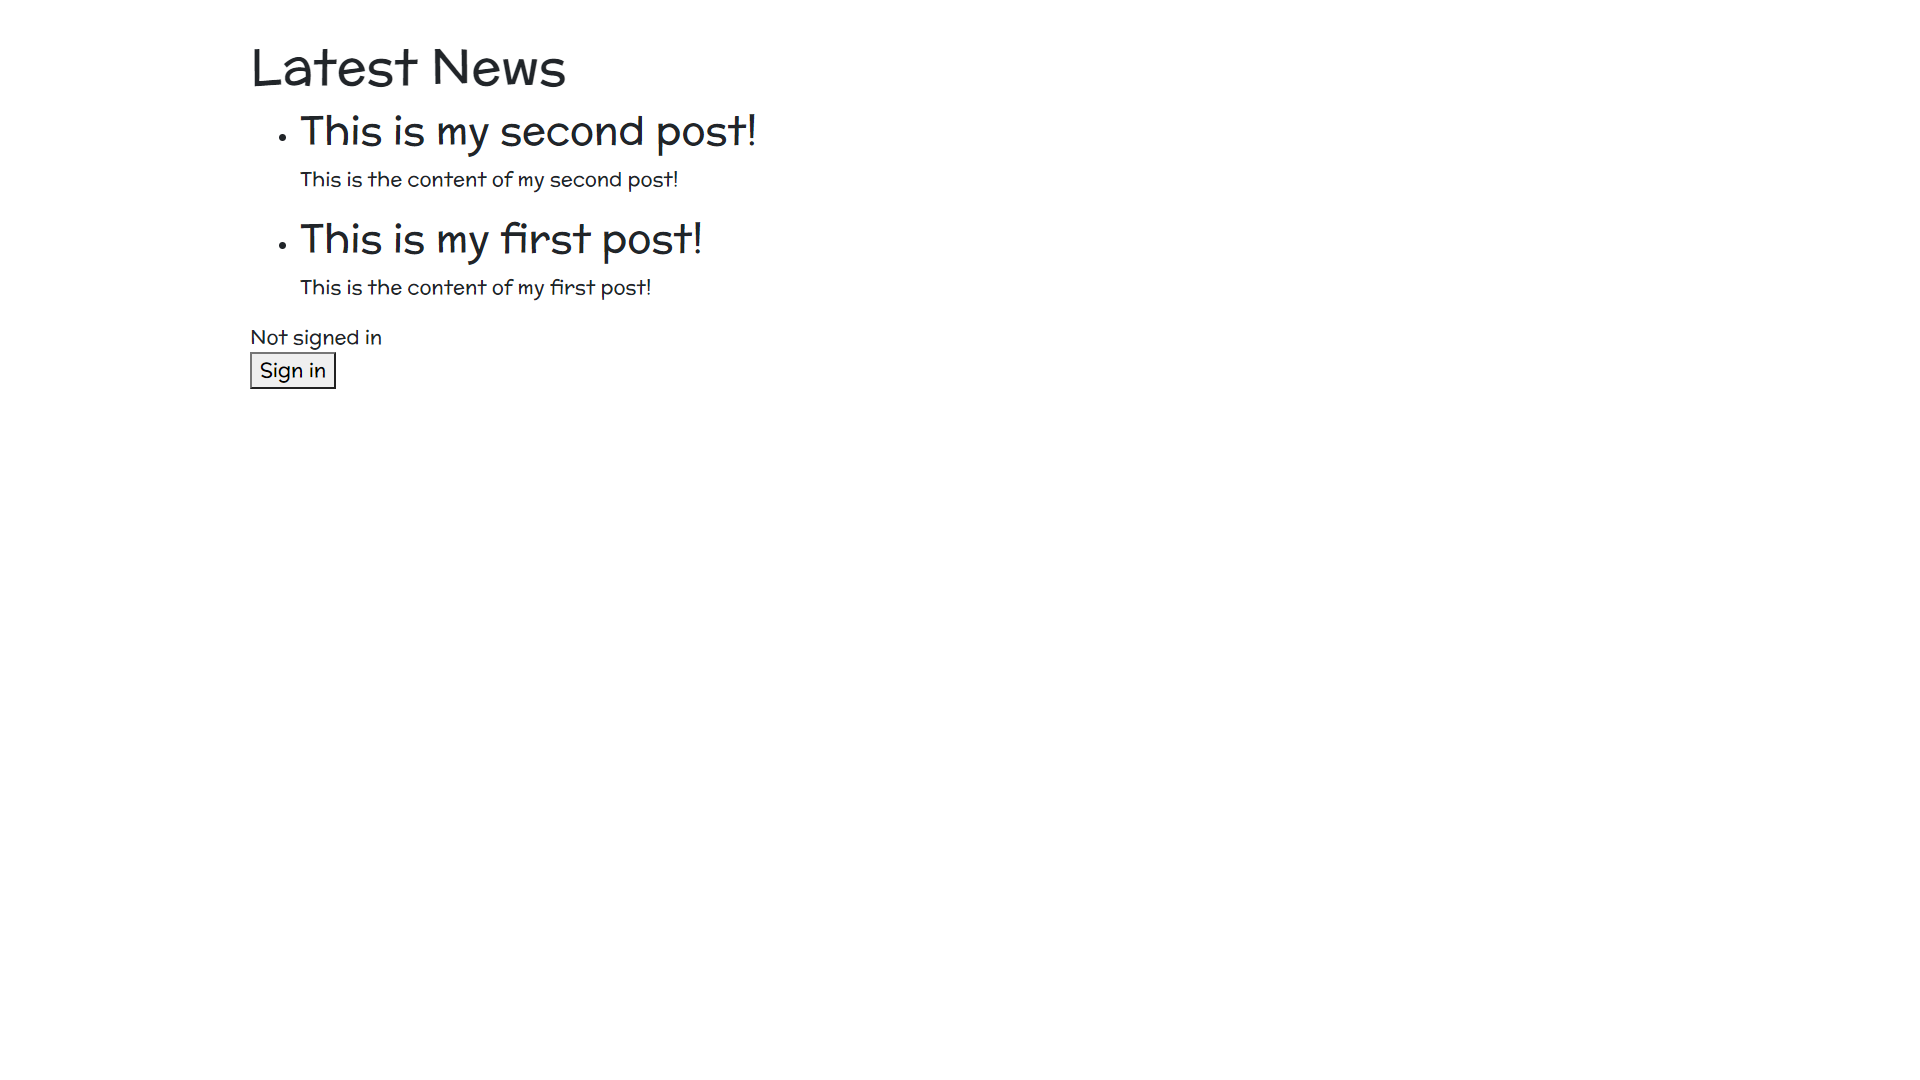 Latest News
This is my second post!
This is the content of my second post!
This is my first post!
This is the content of my first post!
Not signed in
Sign in